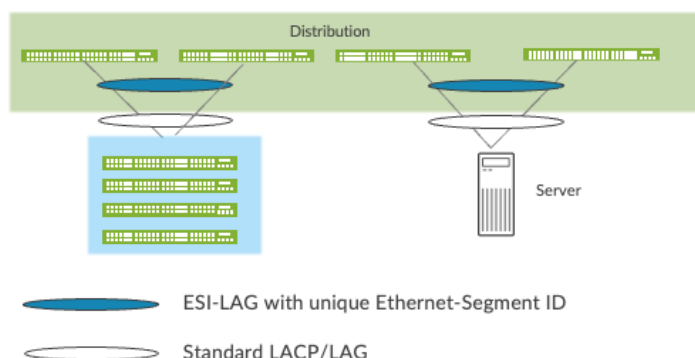 Distribution
Server
ESI-LAG with unique Ethernet-Segment ID
Standard LACP/LAG